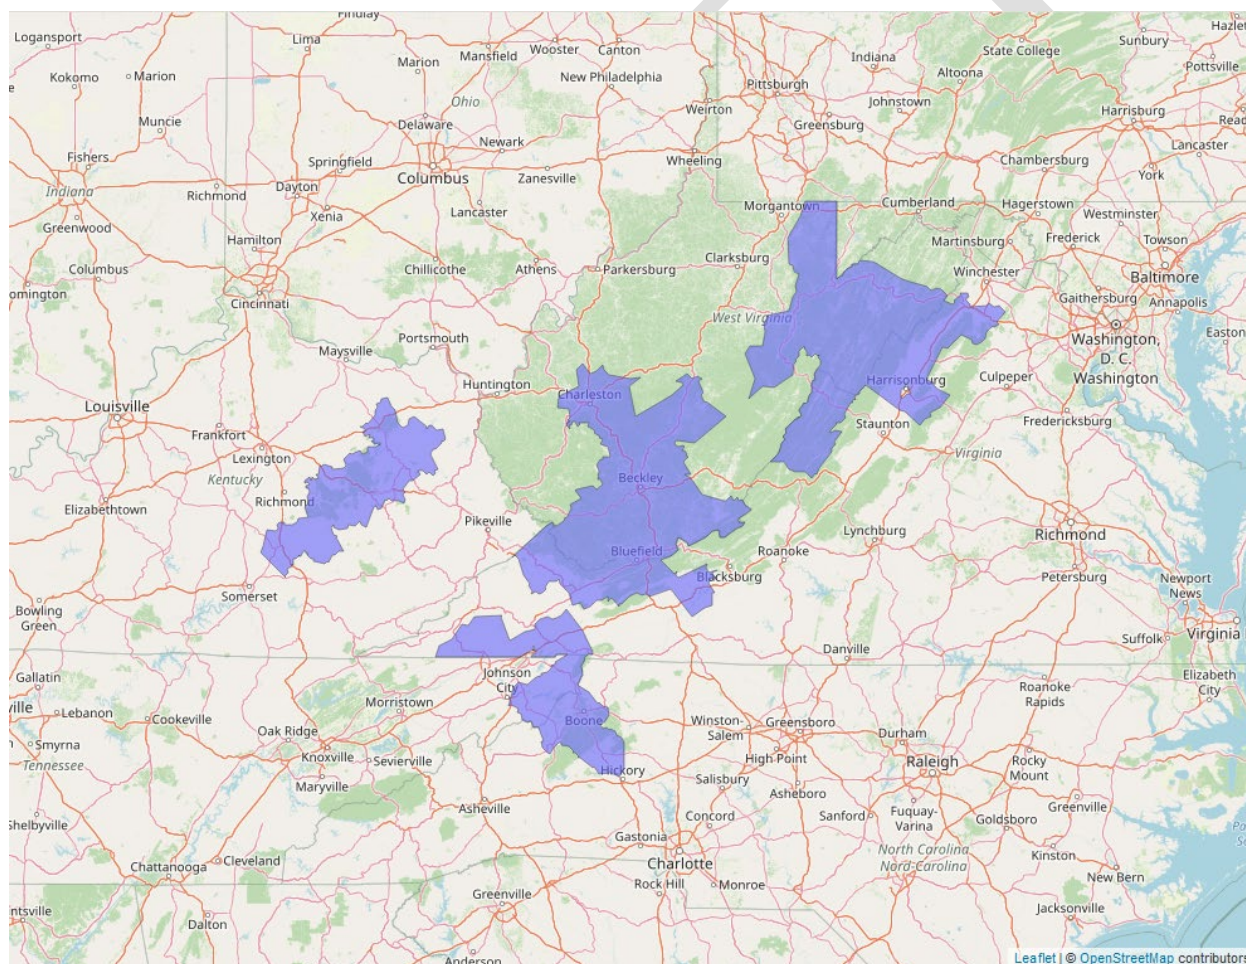 Findlay
Logansport
Lima
Mansfield
Wooster
Canton
Indiana
State College
Sunbury
Hazlet
Kokomo
Marion
Marion
New Philadelphia
Pittsburgh
Altoona
Pottsville
Ohio
Weirton
Johnstown
Harrisburg
Muncie
Delaware
Newark
Greensburg
Read
Fishers
Springfield
Wheeling
Chambersburg
Lancaster
Indiana
Richmond
Dayton
Columbus
Zanesville
York
Greenwood
Xenia
Lancaster
Morgantown
Cumberland
Hagerstown
Westminster
Hamilton
Martinsburg
Frederick
Towson
Columbus
Chillicothe
Athens
Parkersburg
Clarksburg
Winchester
Baltimore
omington
Cincinnati
Gaithersburg
Annapolis
West Virginia
Easton
Maysville
Portsmouth
Washington,
D. C.
Washington
Huntington
Charleston
Harrisonburg
Culpeper
Louisville
Frankfort
Staunton
Fredericksburg
Lexington
Kentucky
Virginia
Richmond
Beckley
Elizabethtown
Pikeville
Lynchburg
Richmond
Bluefield
Roanoke
Blacksburg
Petersburg
Newport
News
Somerset
Bowling
Green
Suffolk
Virginia
Danville
Gallatin
Johnson
City
Roanoke
Rapids
Elizabeth
City
ville
Lebanon
Cookeville
Morristown
Boone
Winston-
Salem
Greensboro
Oak Ridge
Durham
Smyrna
Tennessee
Knoxville
Sevierville
High Point
Raleigh
Rocky
Mount
Maryville
Hickory
Salisbury
Asheboro
Shelbyville
Asheville
Concord
Sanford
Fuquay-
Varina
Goldsboro
Greenville
Gastonia
North Carolina
Nord-Carolina
Kinston
Chattanooga
Cleveland
Charlotte
New Bern
Rock Hill
Monroe
Greenville
ntsville
Dalton
Jacksonville
Anderson
Leaflet | © OpenStreetMap contributors